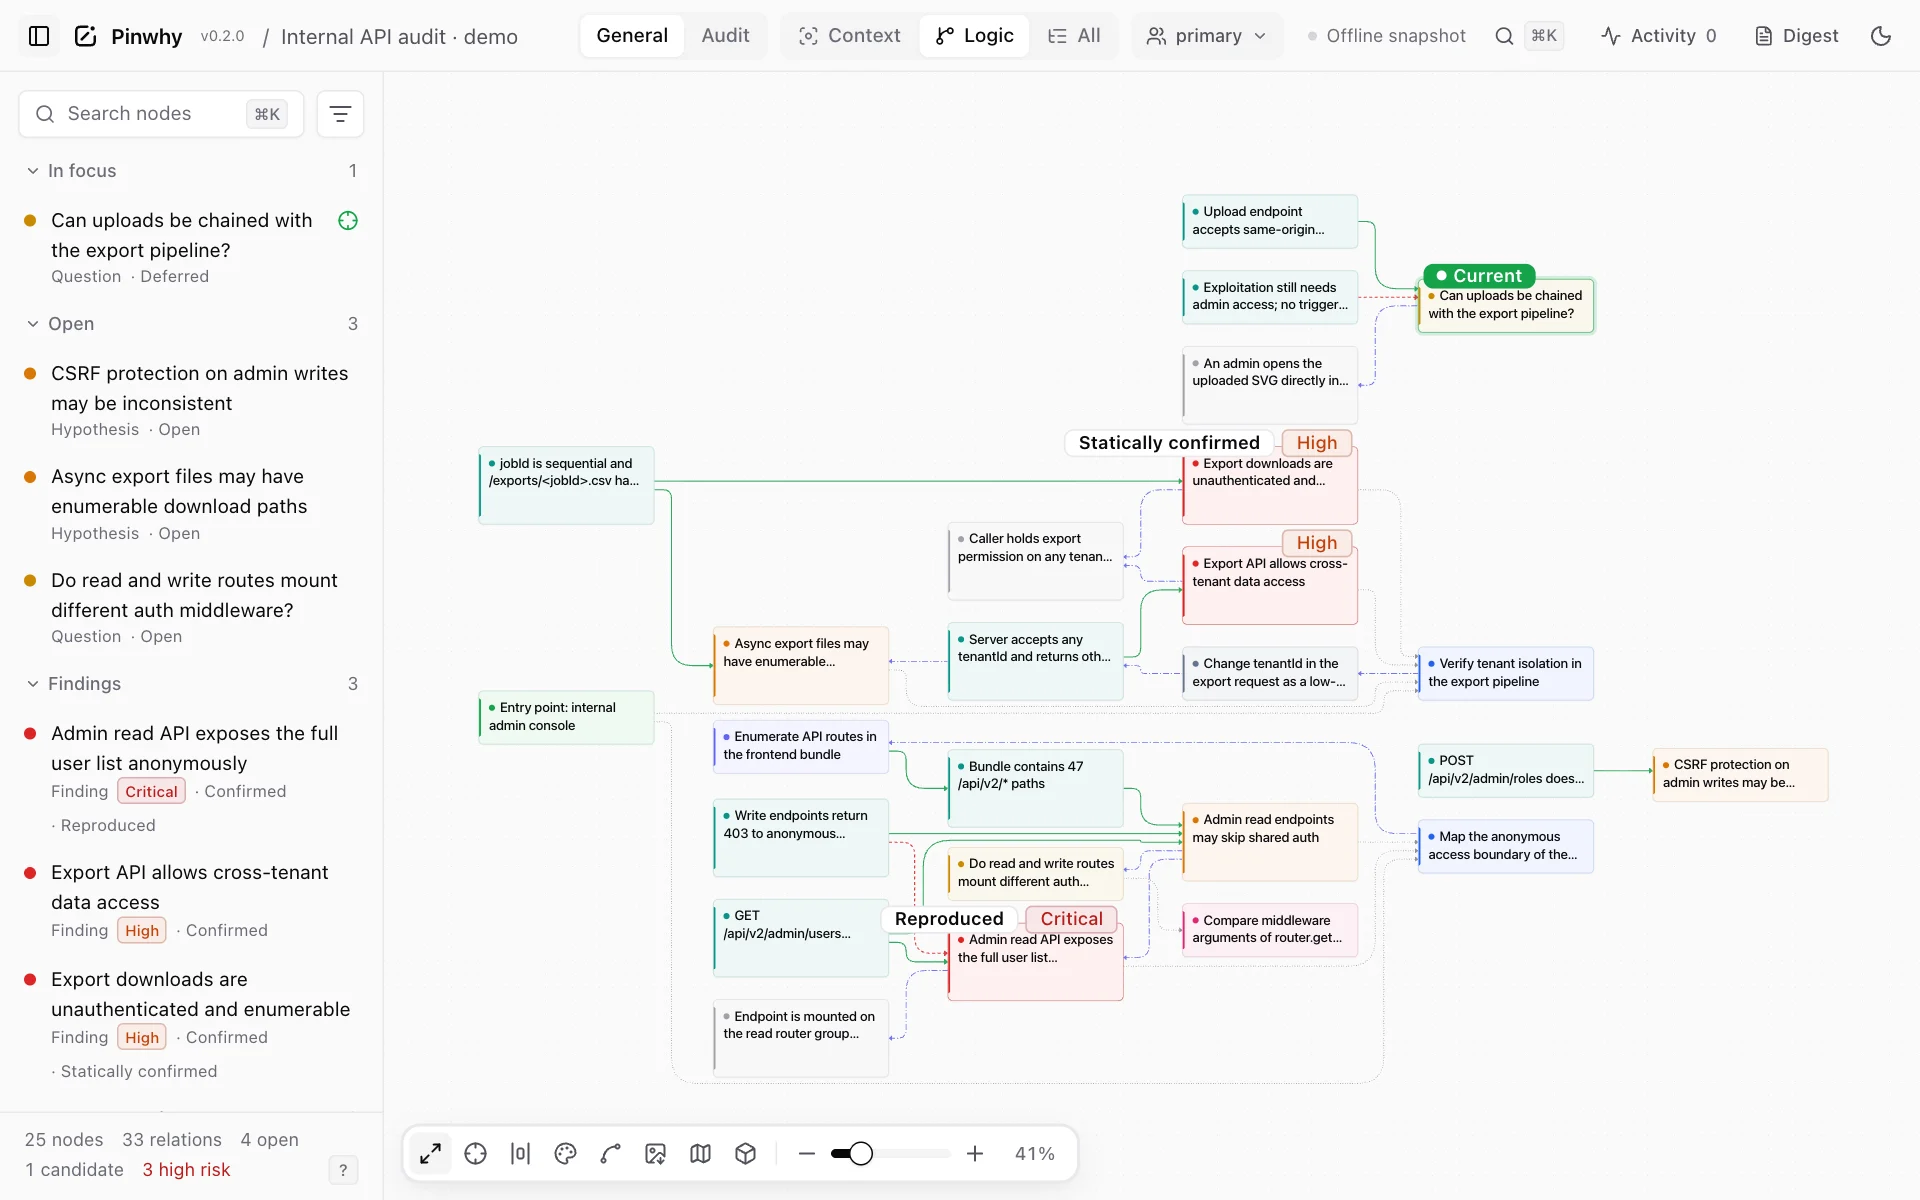 Pinwhy v0.2.0 / Internal API audit · demo
General Audit Context Logic All primary Offline snapshot ⌘K Activity 0 Digest
Search nodes ⌘K
In focus 1
Can uploads be chained with
the export pipeline?
Question · Deferred
Open 3
CSRF protection on admin writes
may be inconsistent
Hypothesis · Open
Async export files may have
enumerable download paths
Hypothesis · Open
Do read and write routes mount
different auth middleware?
Question · Open
Findings 3
Admin read API exposes the full
user list anonymously
Finding Critical · Confirmed
· Reproduced
Export API allows cross-tenant
data access
Finding High · Confirmed
Export downloads are
unauthenticated and enumerable
Finding High · Confirmed
· Statically confirmed
25 nodes 33 relations 4 open
1 candidate 3 high risk ?
Upload endpoint
accepts same-origin...
Exploitation still needs
admin access; no trigger...
Current
Can uploads be chained
with the export pipeline?
An admin opens the
uploaded SVG directly in...
Statically confirmed High
Export downloads are
unauthenticated and...
jobId is sequential and
/exports/<jobId>.csv ha...
Caller holds export
permission on any tenan...
High
Export API allows cross-
tenant data access
Async export files may
have enumerable...
Server accepts any
tenantId and returns oth...
Change tenantId in the
export request as a low-...
Verify tenant isolation in
the export pipeline
Entry point: internal
admin console
Enumerate API routes in
the frontend bundle
Bundle contains 47
/api/v2/* paths
POST
/api/v2/admin/roles does...
CSRF protection on
admin writes may be...
Write endpoints return
403 to anonymous...
Admin read endpoints
may skip shared auth
Map the anonymous
access boundary of the...
Do read and write routes
mount different auth...
GET
/api/v2/admin/users...
Reproduced Critical
Admin read API exposes
the full user list...
Compare middleware
arguments of router.get...
Endpoint is mounted on
the read router group...
41%